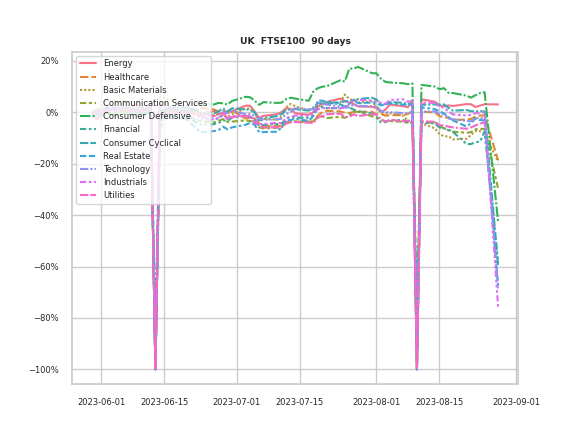 UK FTSE100 90 days
20%
0%
−20%
−40%
−60%
−80%
−100%
Energy
Healthcare
Basic Materials
Communication Services
Consumer Defensive
Financial
Consumer Cyclical
Real Estate
Technology
Industrials
Utilities
2023-06-01 2023-06-15 2023-07-01 2023-07-15 2023-08-01 2023-08-15 2023-09-01